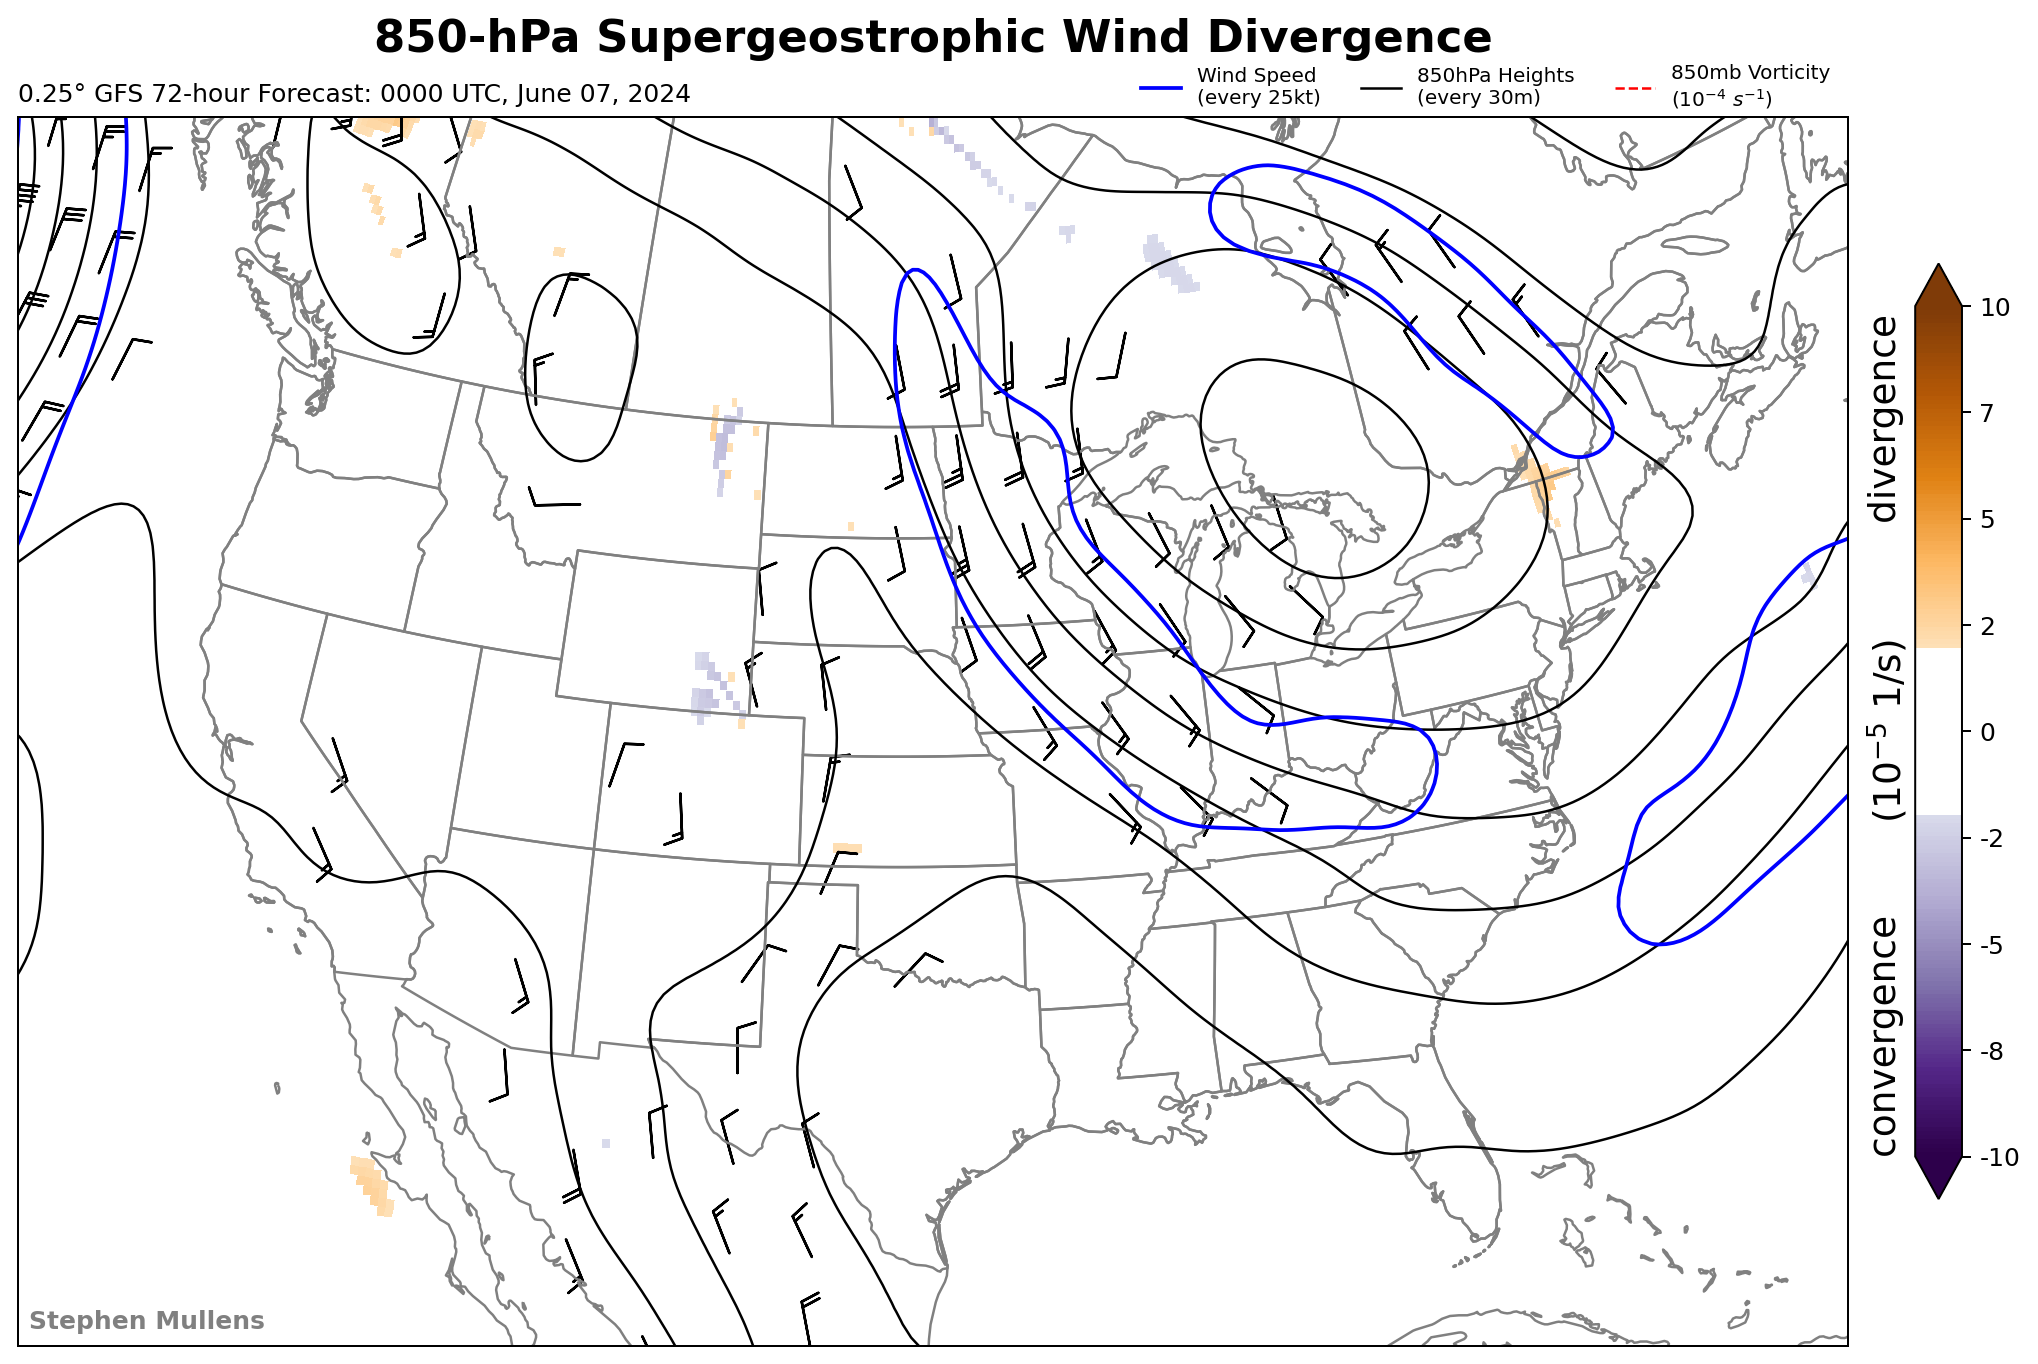 850-hPa Supergeostrophic Wind Divergence
0.25° GFS 72-hour Forecast: 0000 UTC, June 07, 2024
Wind Speed
(every 25kt)
850hPa Heights
(every 30m)
850mb Vorticity
(10⁻⁴ s⁻¹)
10
7
5
2
0
-2
-5
-8
-10
convergence (10⁻⁵ 1/s) divergence
Stephen Mullens